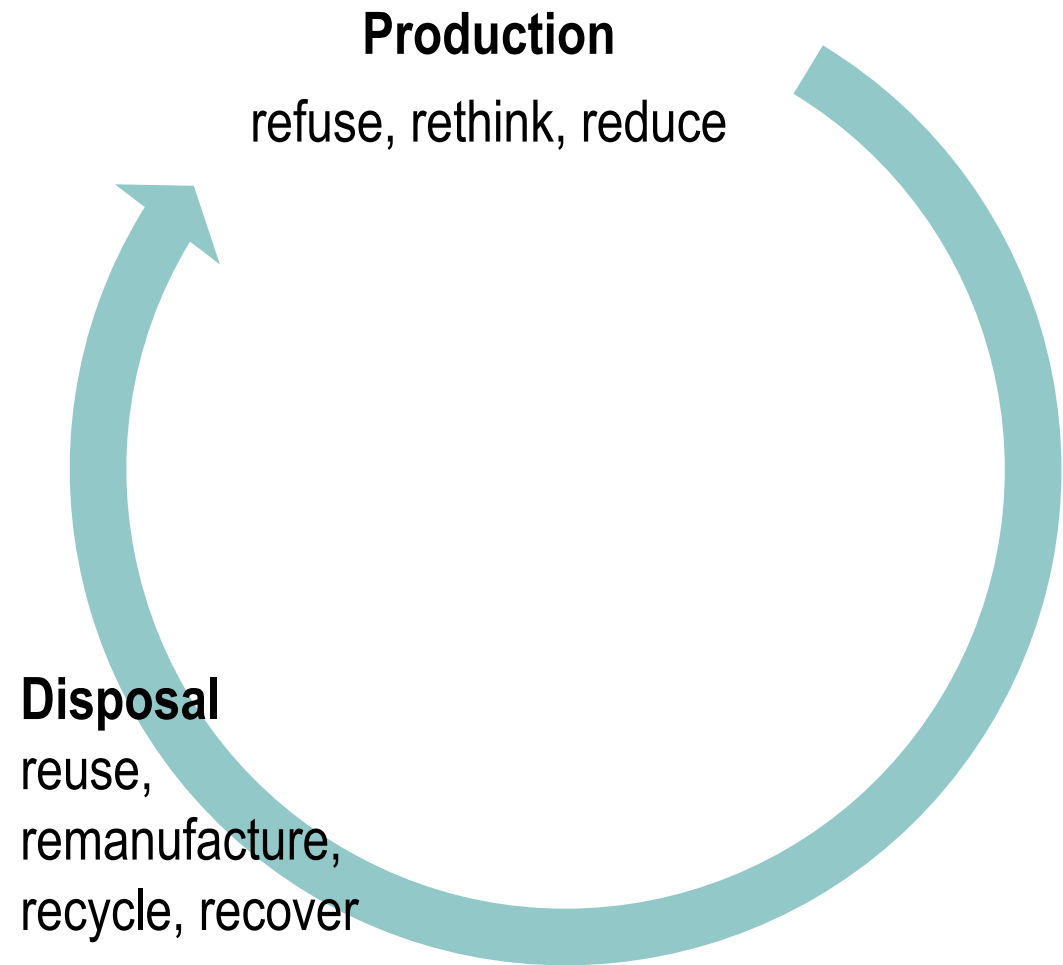 Production
refuse, rethink, reduce
Disposal
reuse,
remanufacture,
recycle, recover